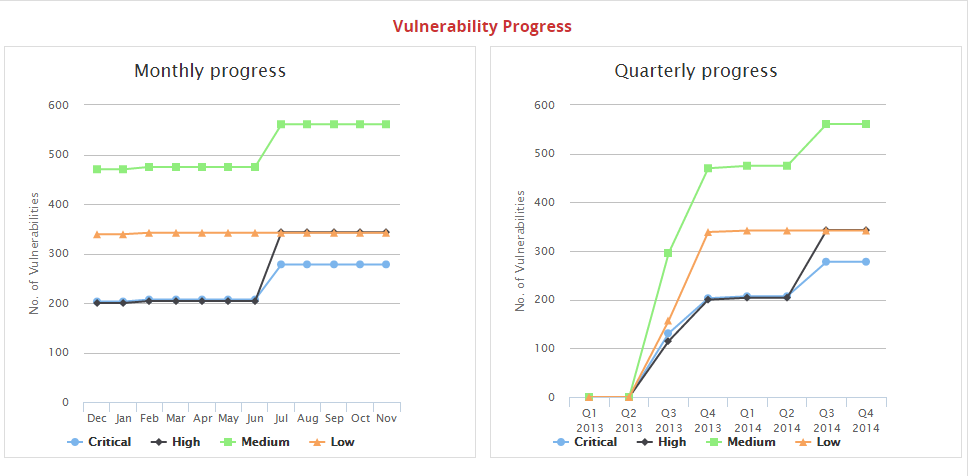 Vulnerability Progress
Monthly progress
No. of Vulnerabilities
600
500
400
300
200
100
0
Dec Jan Feb Mar Apr May Jun Jul Aug Sep Oct Nov
Critical High Medium Low
Quarterly progress
No. of Vulnerabilities
600
500
400
300
200
100
0
Q1 Q2 Q3 Q4 Q1 Q2 Q3 Q4
2013 2013 2013 2013 2014 2014 2014 2014
Critical High Medium Low